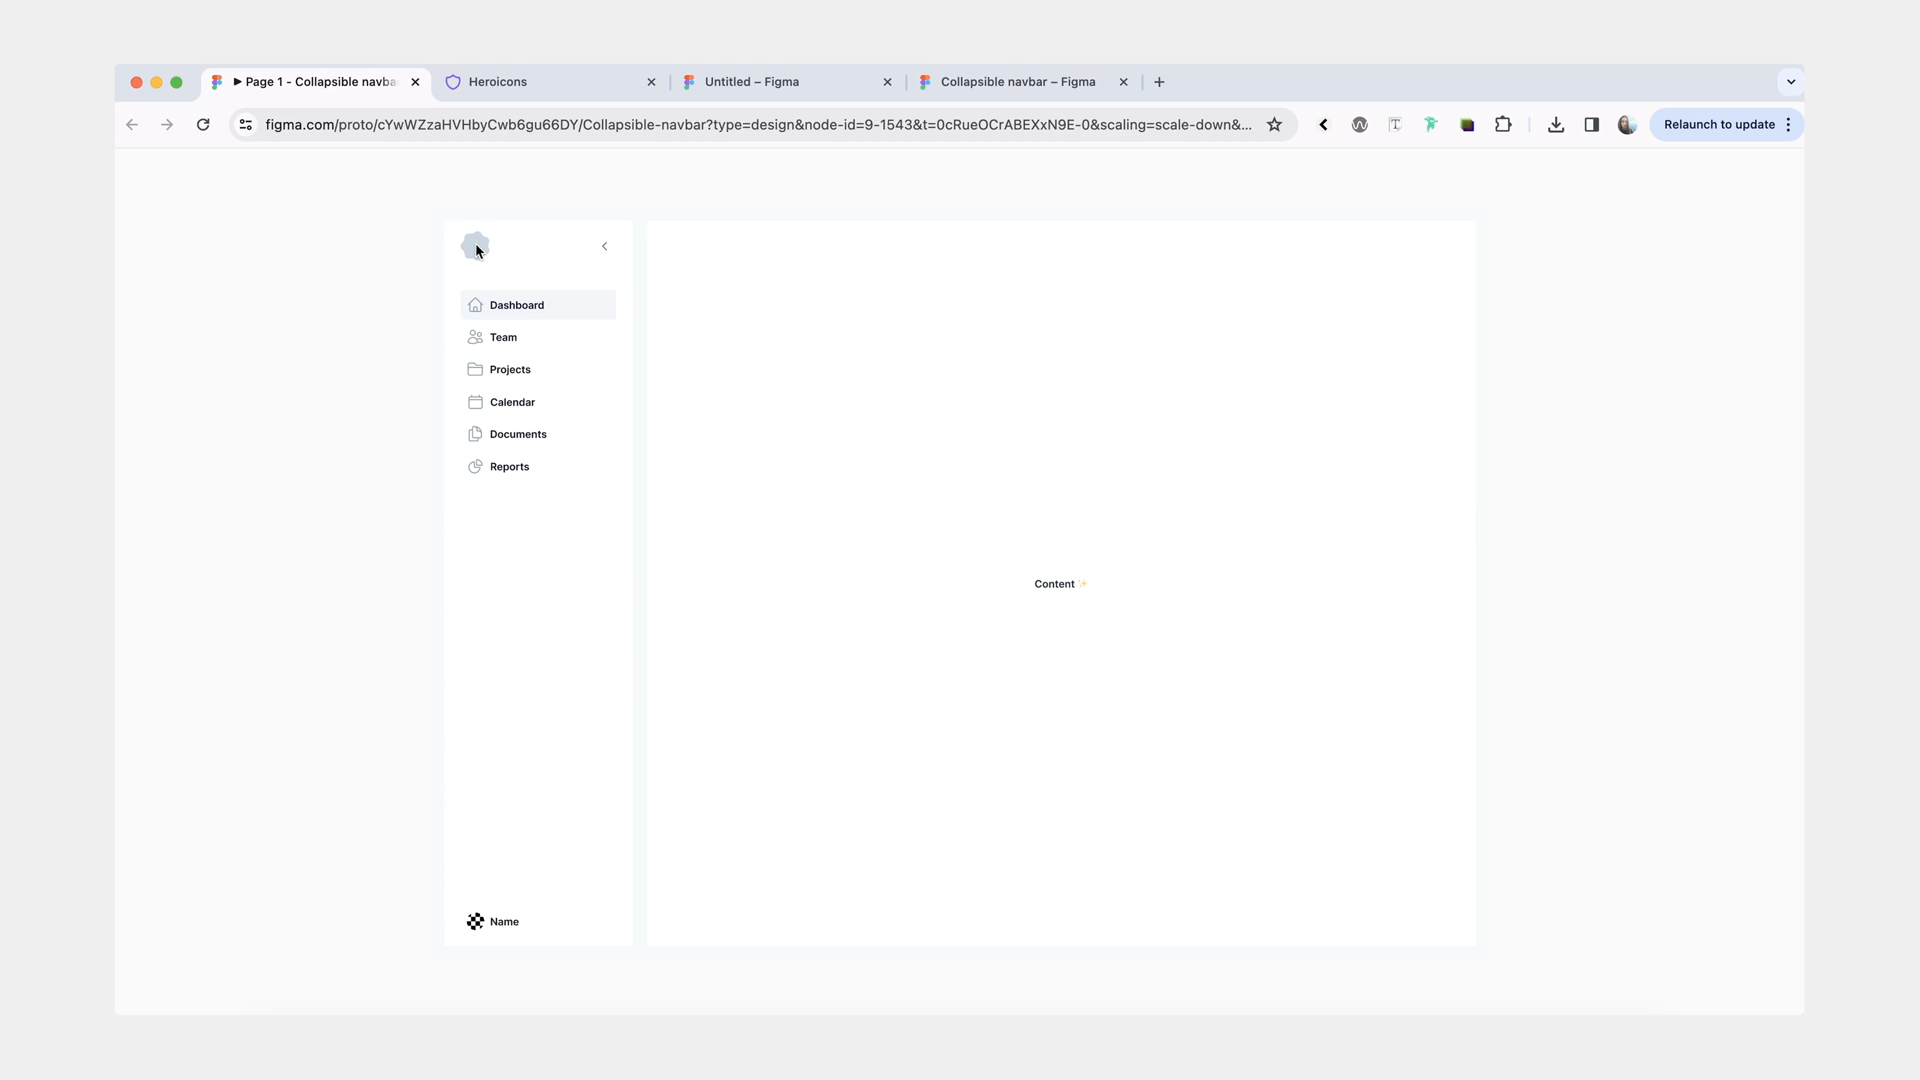 Page 1 - Collapsible navba
Heroicons
Untitled – Figma
Collapsible navbar – Figma
figma.com/proto/cYwWZzaHVHbyCwb6gu66DY/Collapsible-navbar?type=design&node-id=9-1543&t=0cRueOCrABEXxN9E-0&scaling=scale-down&...
Relaunch to update
Dashboard
Team
Projects
Calendar
Documents
Reports
Content ✨
Name